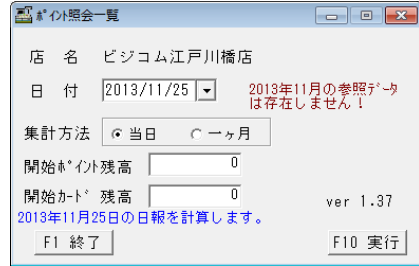 ﾎﾟｲﾝﾄ照会一覧
店　名　ビジコム江戸川橋店
日　付　2013/11/25
2013年11月の参照ﾃﾞｰﾀ
は存在しません！
集計方法　当日　一ヶ月
開始ﾎﾟｲﾝﾄ残高　0
開始ｶｰﾄﾞ 残高　0
ver 1.37
2013年11月25日の日報を計算します。
F1 終了　F10 実行